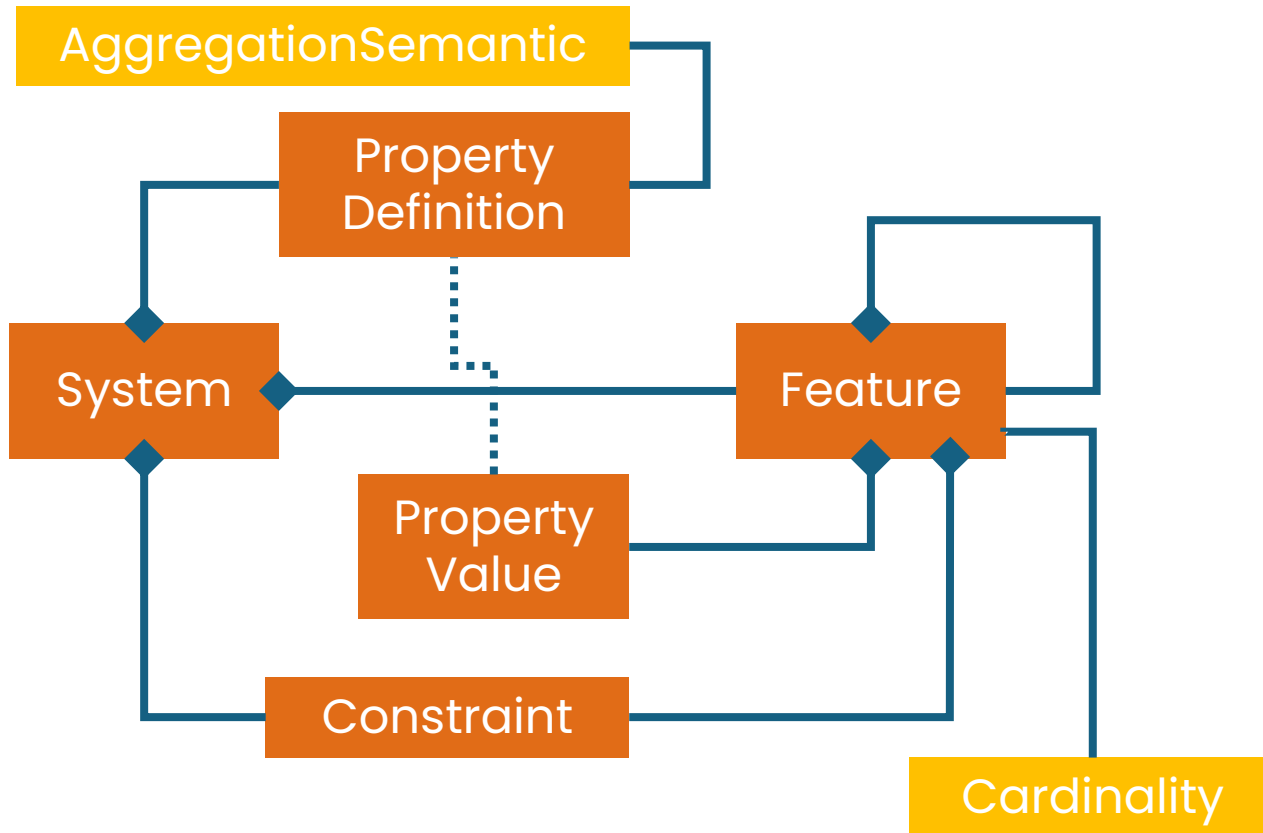 AggregationSemantic
Property
Definition
System
Feature
Property
Value
Constraint
Cardinality